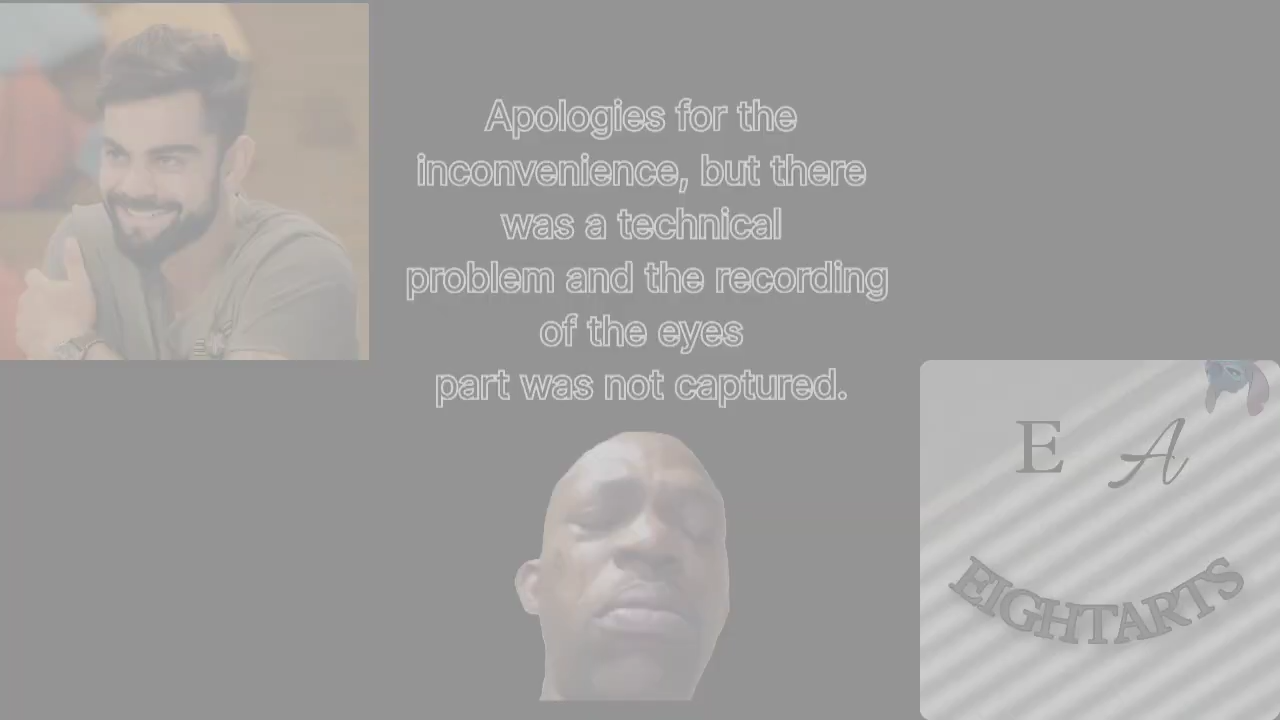 Apologies for the
inconvenience, but there
was a technical
problem and the recording
of the eyes
part was not captured.
E A
EIGHTARTS